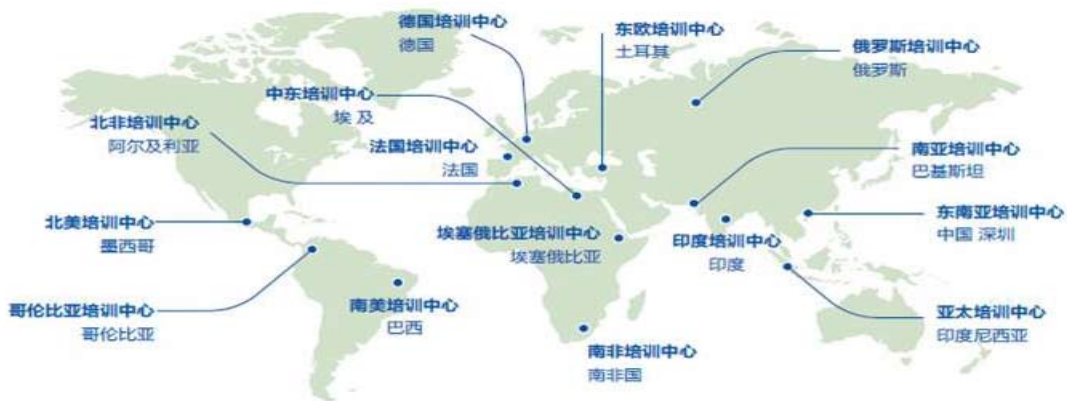 德国培训中心
德国
东欧培训中心
土耳其
俄罗斯培训中心
俄罗斯
中东培训中心
埃 及
北非培训中心
阿尔及利亚
法国培训中心
法国
南亚培训中心
巴基斯坦
北美培训中心
墨西哥
埃塞俄比亚培训中心
埃塞俄比亚
印度培训中心
印度
东南亚培训中心
中国 深圳
哥伦比亚培训中心
哥伦比亚
南美培训中心
巴西
亚太培训中心
印度尼西亚
南非培训中心
南非国